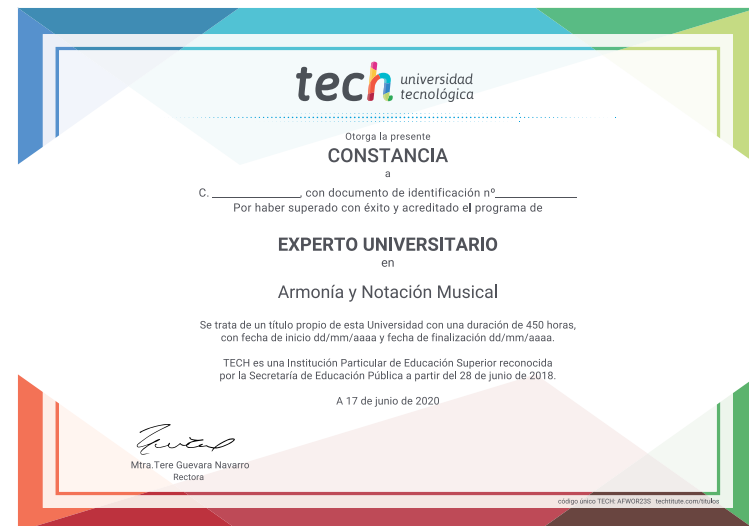 tech universidad
tecnológica
Otorga la presente
CONSTANCIA
a
C. ________________, con documento de identificación nº______________
Por haber superado con éxito y acreditado el programa de
EXPERTO UNIVERSITARIO
en
Armonía y Notación Musical
Se trata de un título propio de esta Universidad con una duración de 450 horas,
con fecha de inicio dd/mm/aaaa y fecha de finalización dd/mm/aaaa.
TECH es una Institución Particular de Educación Superior reconocida
por la Secretaría de Educación Pública a partir del 28 de junio de 2018.
A 17 de junio de 2020
Mtra.Tere Guevara Navarro
Rectora
código único TECH: AFWOR23S techtitute.com/titulos